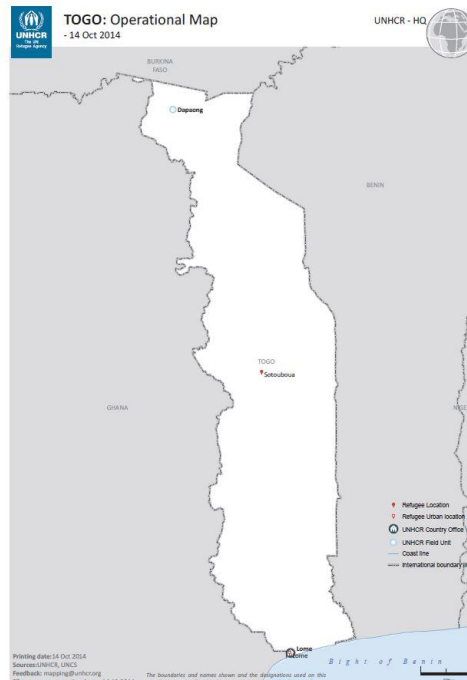 UNHCR
The UN
Refugee Agency
TOGO: Operational Map
- 14 Oct 2014
UNHCR - HQ
BURKINA
FASO
Dapaong
BENIN
TOGO
Sotouboua
GHANA
NIGE
Refugee Location
Refugee Urban location
UNHCR Country Office
UNHCR Field Unit
Coast line
International boundary
Lome
Bight of Benin
Printing date: 14 Oct 2014
Sources: UNHCR, UNCS
Feedback: mapping@unhcr.org
The boundaries and names shown and the designations used on this